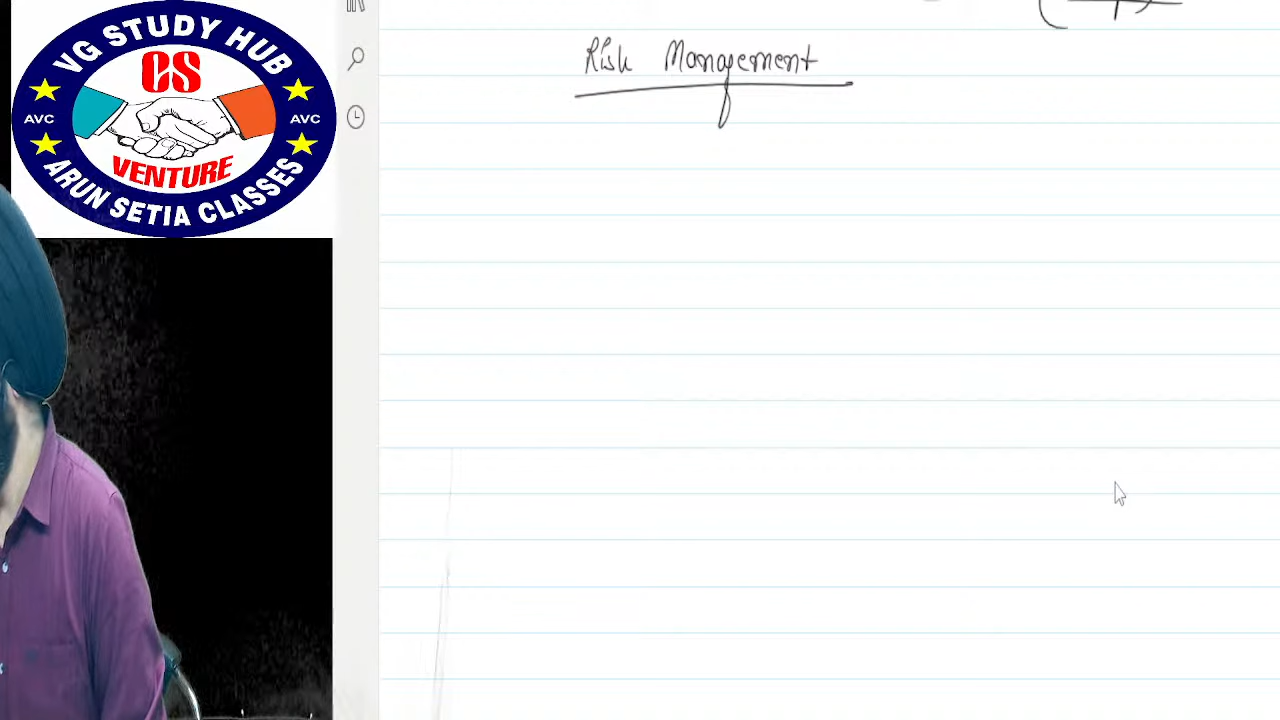 VG STUDY HUB
CS
AVC
AVC
VENTURE
ARUN SETIA CLASSES
Risk Management